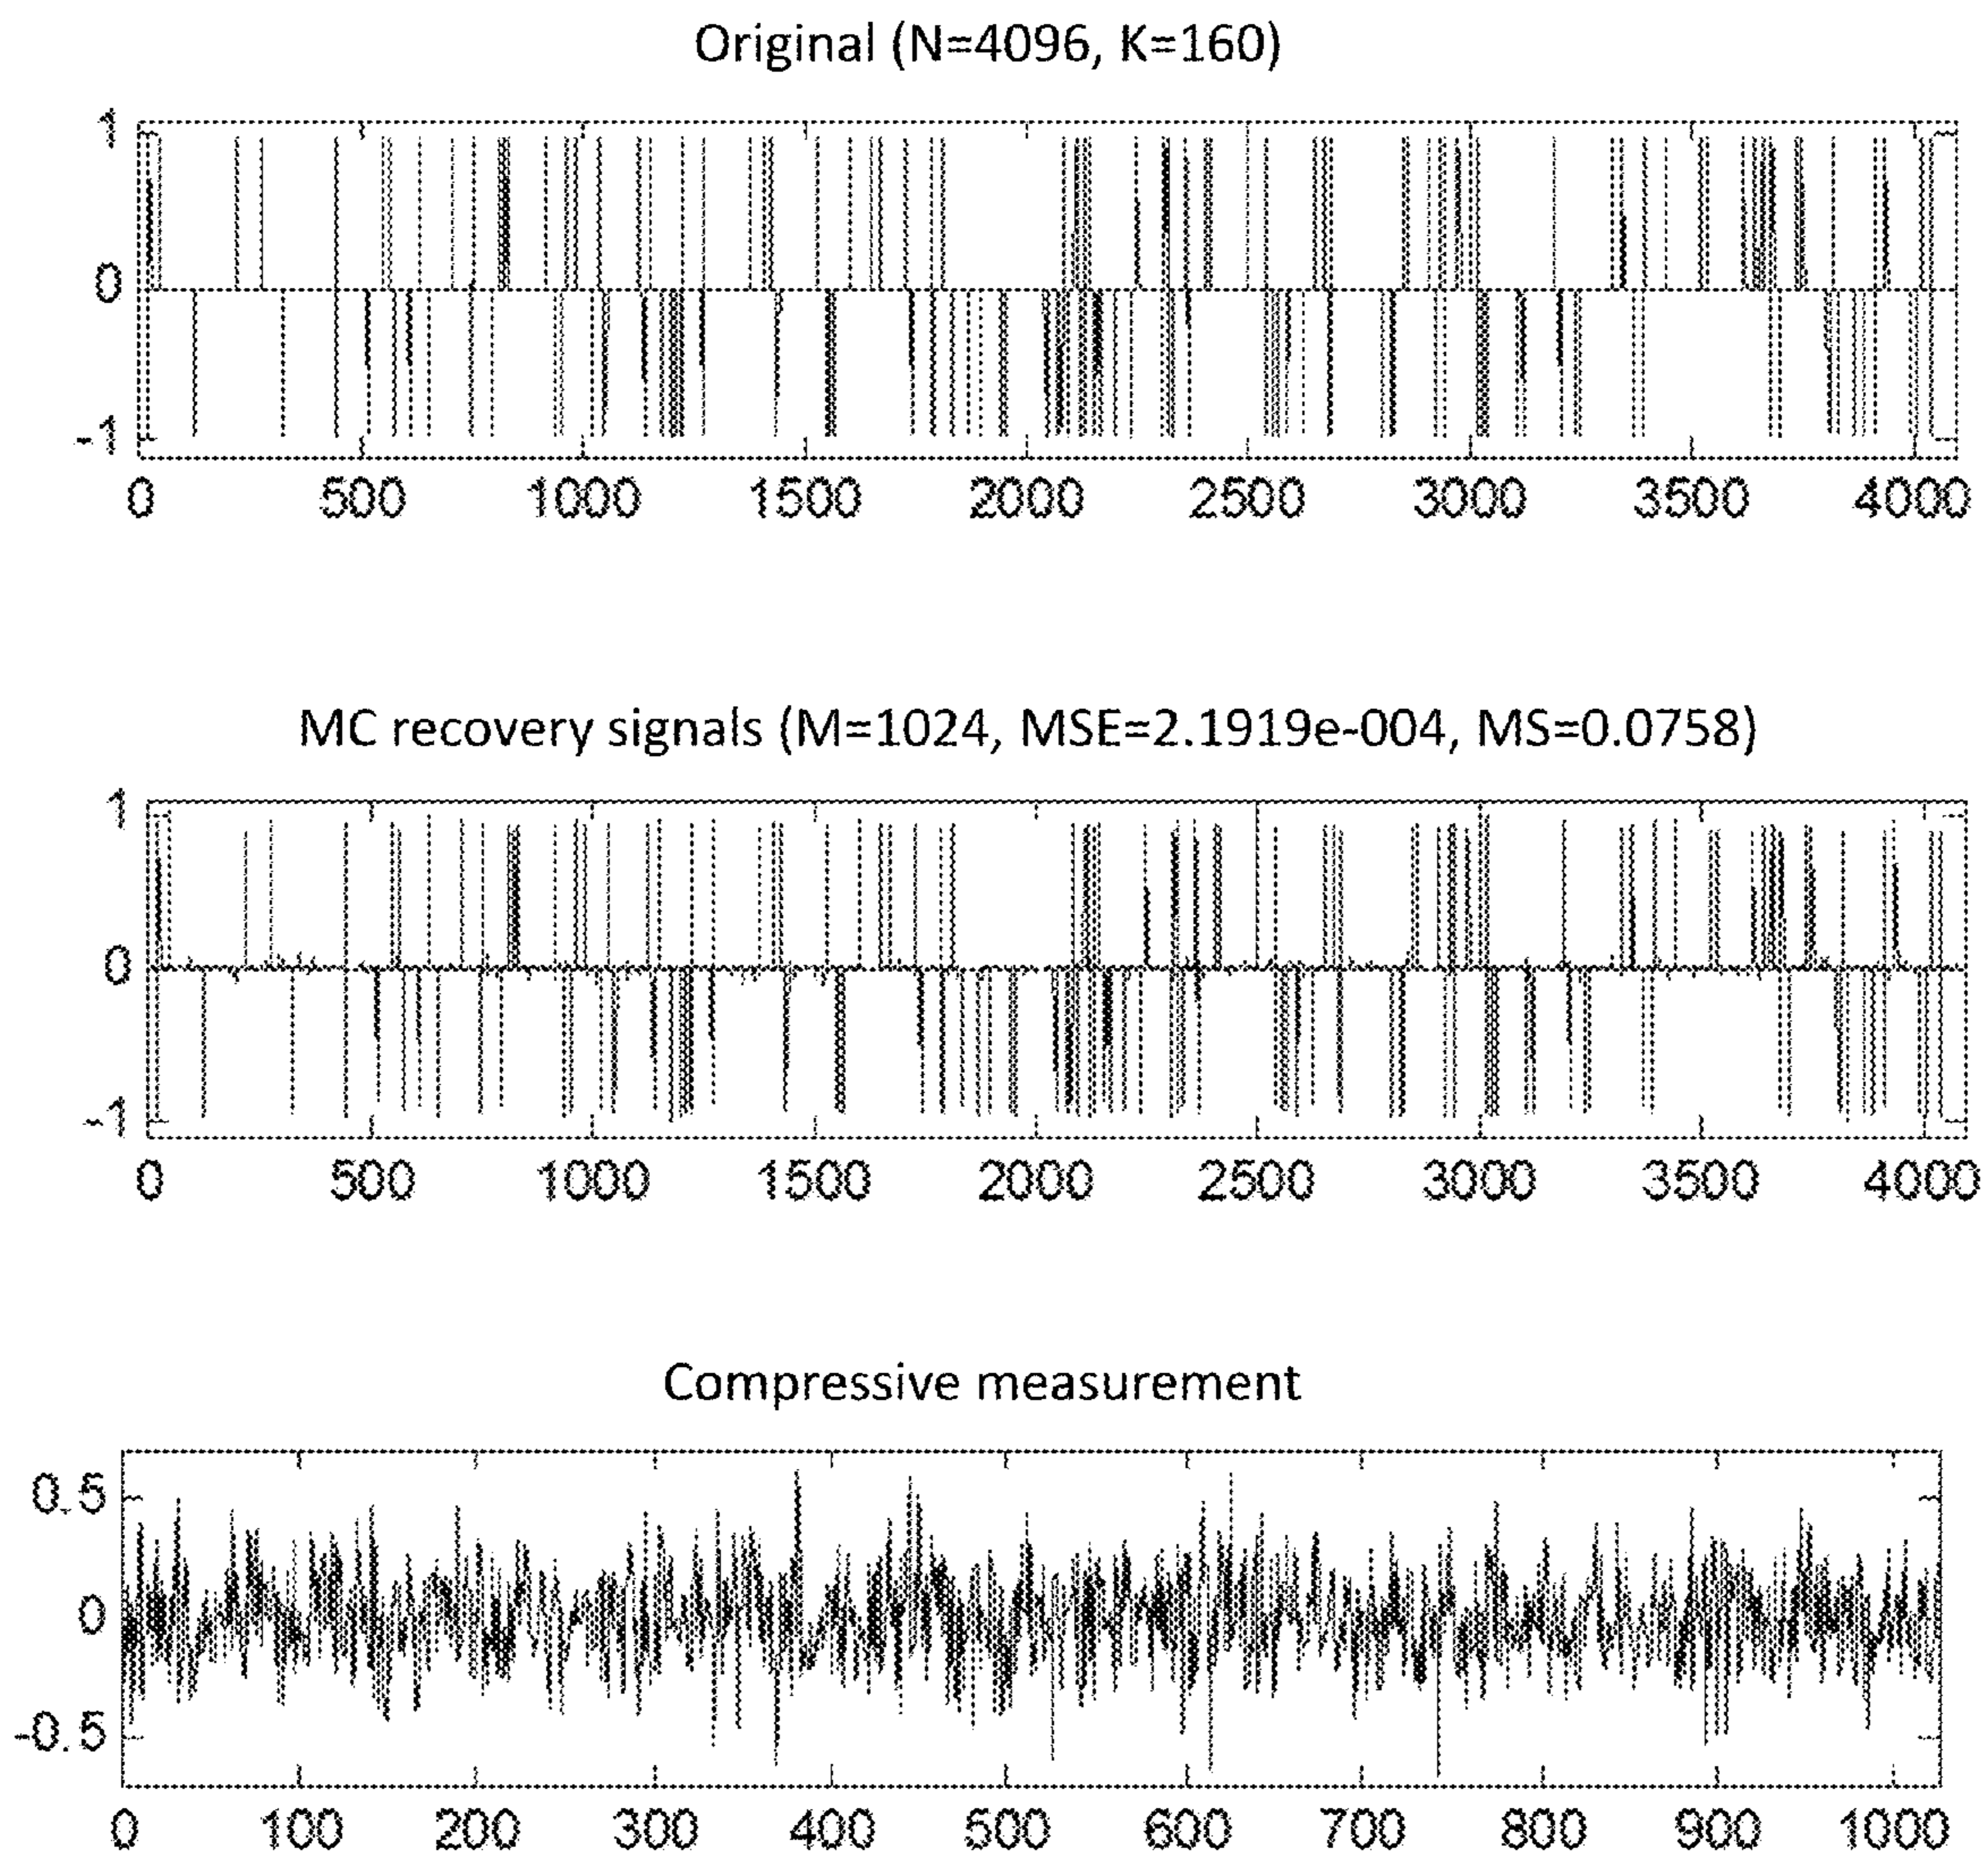 Original (N=4096, K=160)
1
0
-1
0 500 1000 1500 2000 2500 3000 3500 4000
MC recovery signals (M=1024, MSE=2.1919e-004, MS=0.0758)
1
0
-1
0 500 1000 1500 2000 2500 3000 3500 4000
Compressive measurement
0.5
0
-0.5
0 100 200 300 400 500 600 700 800 900 1000